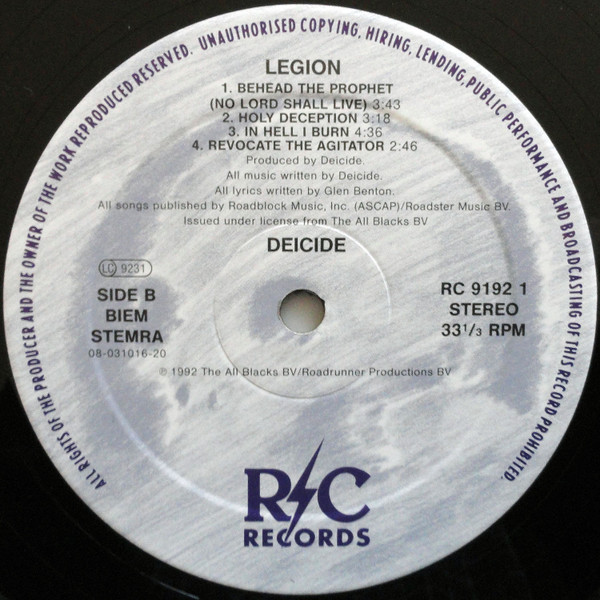 ALL RIGHTS OF THE PRODUCER AND THE OWNER OF THE WORK REPRODUCED RESERVED. UNAUTHORISED COPYING, HIRING, LENDING, PUBLIC PERFORMANCE AND BROADCASTING OF THIS RECORD PROHIBITED.
LEGION
1. BEHEAD THE PROPHET
(NO LORD SHALL LIVE) 3:43
2. HOLY DECEPTION 3:18
3. IN HELL I BURN 4:36
4. REVOCATE THE AGITATOR 2:46
Produced by Deicide.
All music written by Deicide.
All lyrics written by Glen Benton.
All songs published by Roadblock Music, Inc. (ASCAP)/Roadster Music BV.
Issued under license from The All Blacks BV
DEICIDE
LC 9231
SIDE B
BIEM
STEMRA
08-031016-20
RC 9192 1
STEREO
33 1/3 RPM
℗ 1992 The All Blacks BV/Roadrunner Productions BV
R C
RECORDS